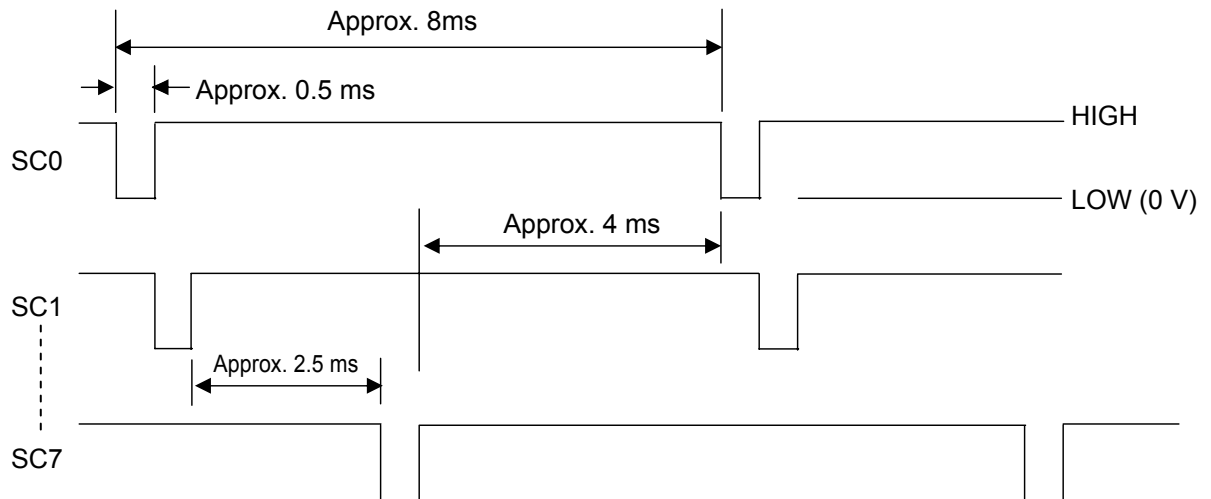 Approx. 8ms
Approx. 0.5 ms
HIGH
SC0
LOW (0 V)
Approx. 4 ms
SC1
Approx. 2.5 ms
SC7